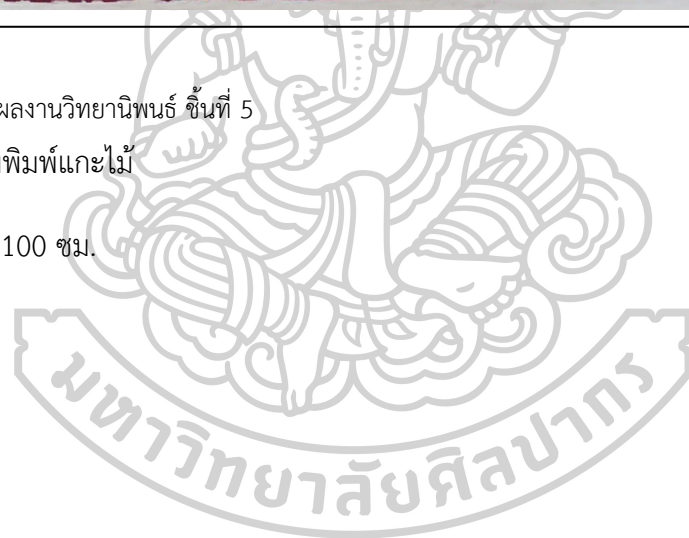 ผลงานวิทยานิพนธ์ ชิ้นที่ 5
พิมพ์แกะไม้
100 ซม.
มหาวิทยาลัยศิลปากร